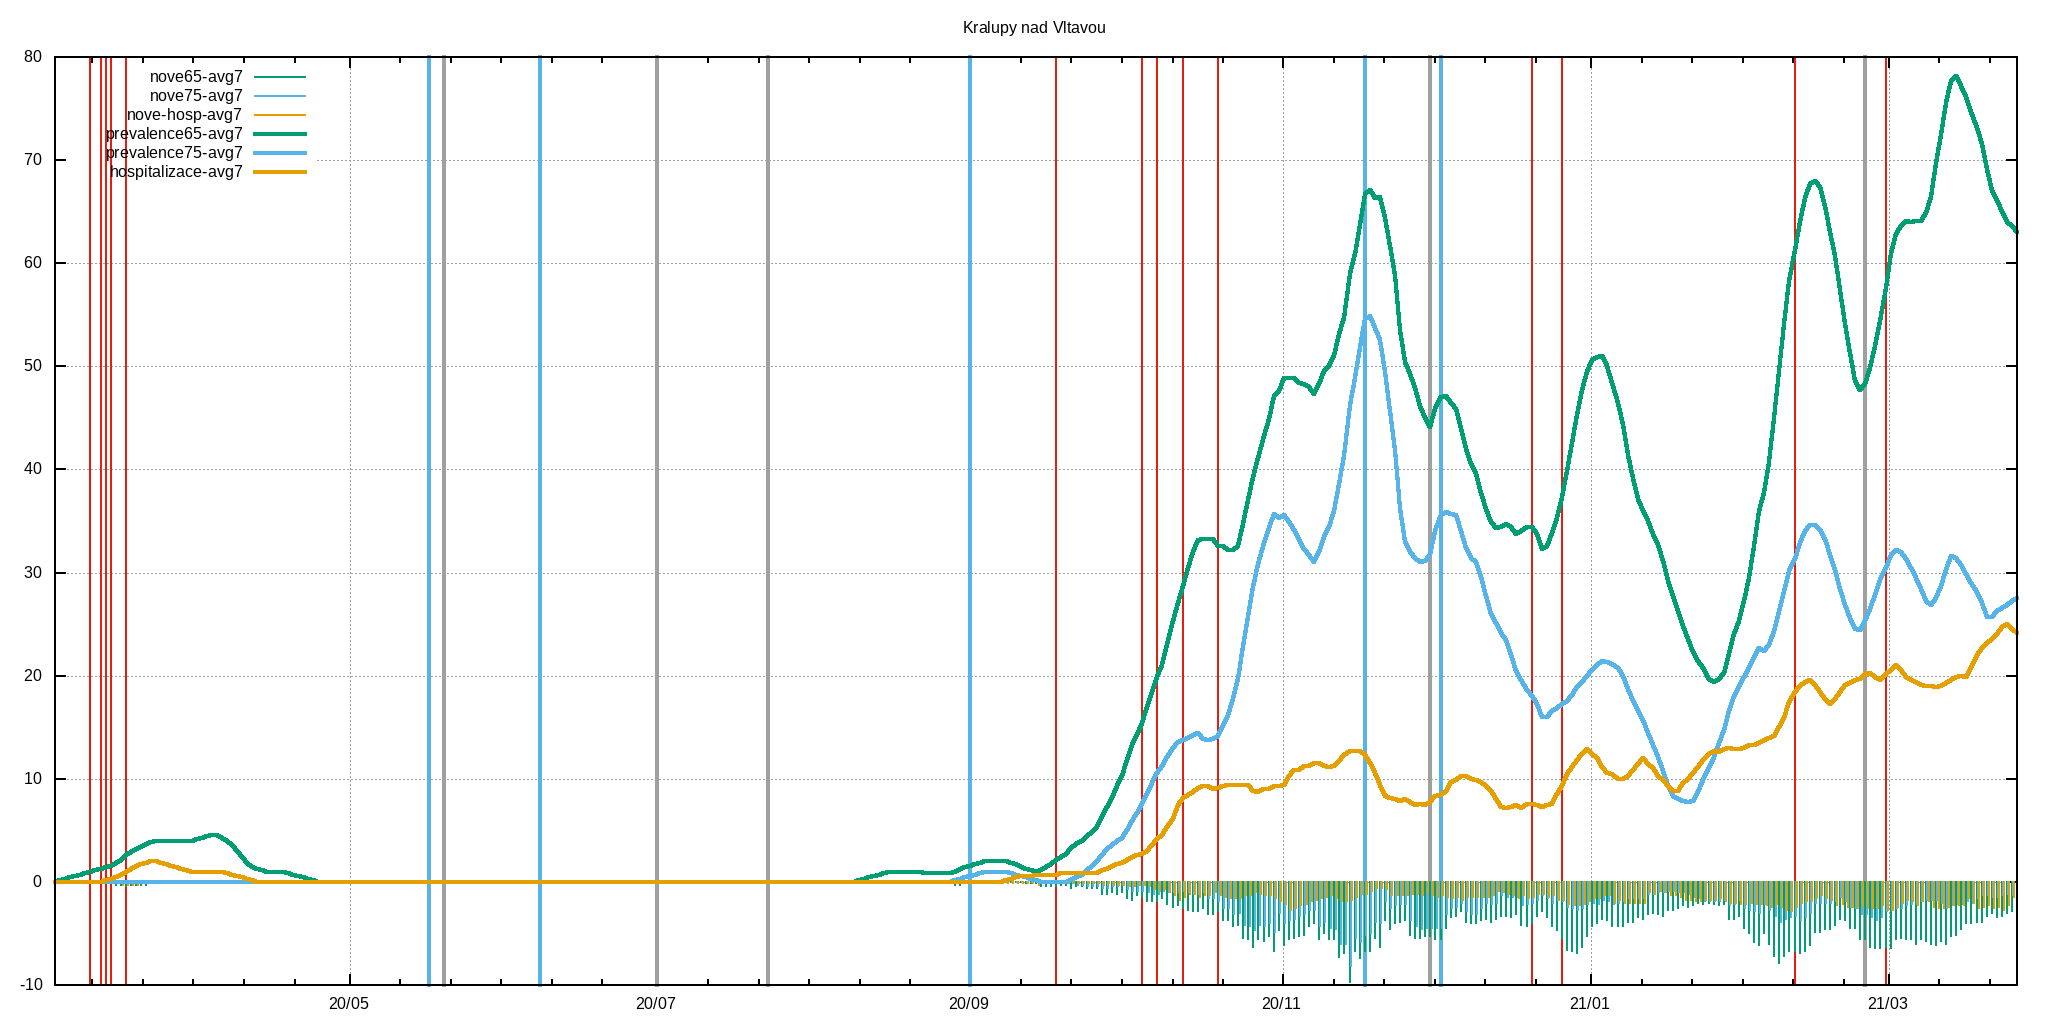 Kralupy nad Vltavou
80
70
60
50
40
30
20
10
0
-10
nove65-avg7
nove75-avg7
nove-hosp-avg7
prevalence65-avg7
prevalence75-avg7
hospitalizace-avg7
20/05
20/07
20/09
20/11
21/01
21/03